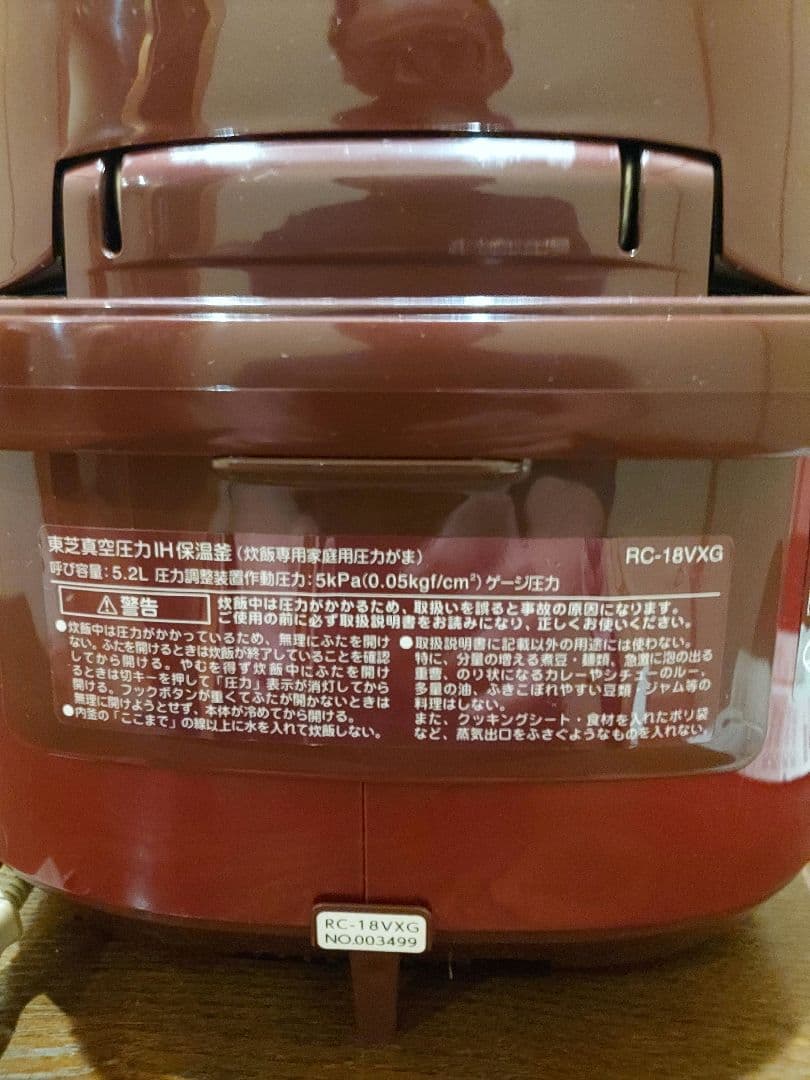 東芝真空圧力IH保温釜(炊飯専用家庭用圧力がま) RC-18VXG
呼び容量:5.2L 圧力調整装置作動圧力:5kPa(0.05kgf/cm²)ゲージ圧力
⚠警告
炊飯中は圧力がかかるため、取扱いを誤ると事故の原因になります。
ご使用の前に必ず取扱説明書をお読みになり、正しくお使いください。
●炊飯中は圧力がかかっているため、無理にふたを開け
ない。ふたを開けるときは炊飯が終了していることを確認
してから開ける。やむを得ず炊飯中にふたを開け
るときは切キーを押して「圧力」表示が消灯してから
開ける。フックボタンが重くてふたが開かないときは
無理に開けようとせず、本体が冷めてから開ける。
●内釜の「ここまで」の線以上に水を入れて炊飯しない。
●取扱説明書に記載以外の用途には使わない。
特に、分量の増える煮豆・麺類、急激に泡の出る
重曹、のり状になるカレーやシチューのルー、
多量の油、ふきこぼれやすい豆類・ジャム等の
料理はしない。
また、クッキングシート・食材を入れたポリ袋
など、蒸気出口をふさぐようなものを入れない。
RC-18VXG
NO.003499